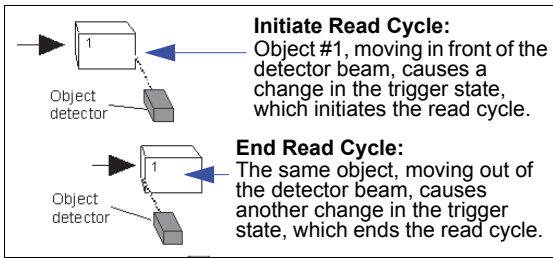 Initiate Read Cycle:
Object #1, moving in front of the
detector beam, causes a
change in the trigger state,
which initiates the read cycle.
1
Object
detector
End Read Cycle:
The same object, moving out of
the detector beam, causes
another change in the trigger
state, which ends the read cycle.
1
Object
detector